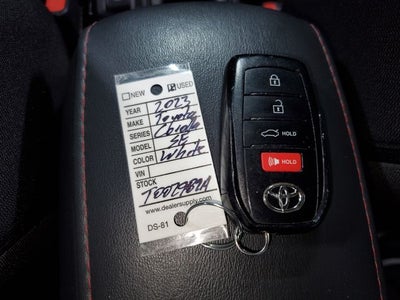 NEW USED
YEAR 2023
MAKE Toyota
SERIES Corolla
MODEL SE
COLOR White
VIN
STOCK
www.dealersupply.com
DS-81
HOLD
HOLD